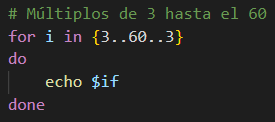 # Múltiplos de 3 hasta el 60
for i in {3..60..3}
do
    echo $if
done